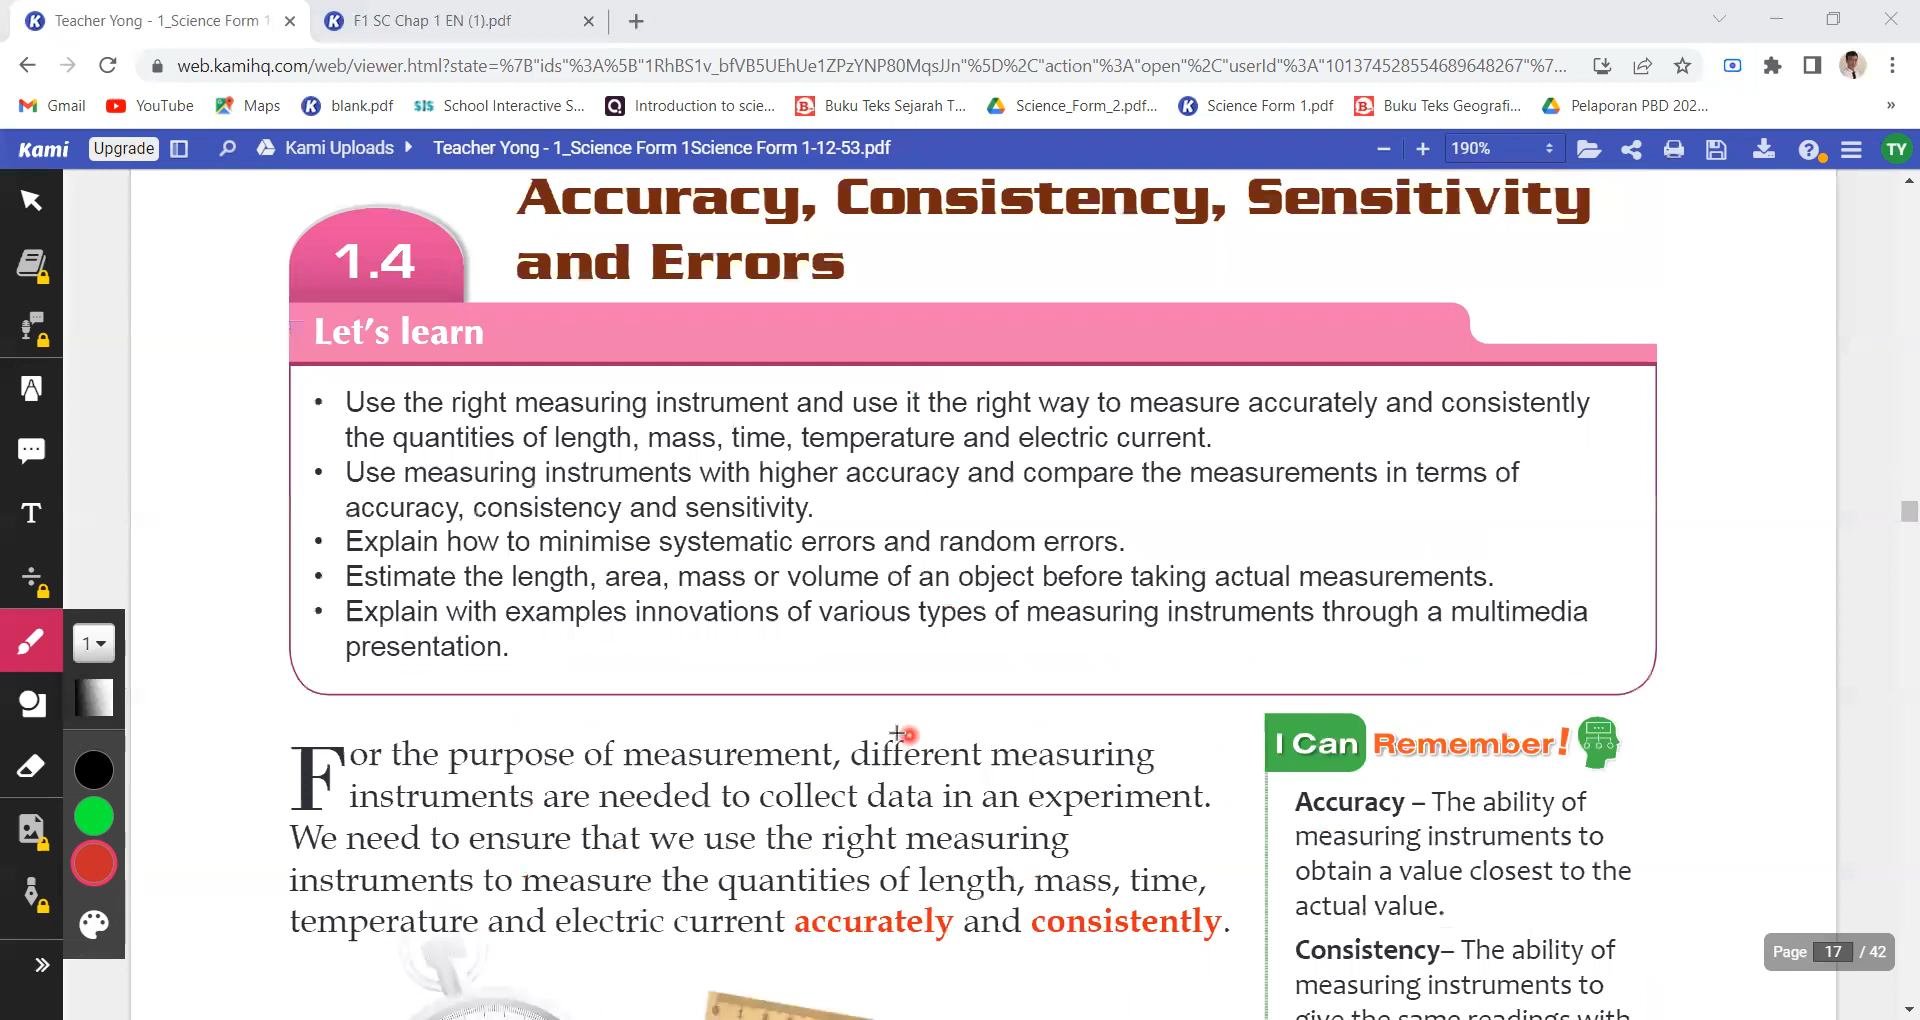 Teacher Yong - 1_Science Form 1
F1 SC Chap 1 EN (1).pdf
web.kamihq.com/web/viewer.html?state=%7B"ids"%3A%5B"1RhBS1v_bfVB5UEhUe1ZPzYNP80MqsJJn"%5D%2C"action"%3A"open"%2C"userId"%3A"101374528554689648267"%7...
Gmail YouTube Maps blank.pdf School Interactive S... Introduction to scie... Buku Teks Sejarah T... Science_Form_2.pdf... Science Form 1.pdf Buku Teks Geografi... Pelaporan PBD 202...
Kami Upgrade Kami Uploads Teacher Yong - 1_Science Form 1Science Form 1-12-53.pdf 190% TY
1.4
Accuracy, Consistency, Sensitivity
and Errors
Let's learn
• Use the right measuring instrument and use it the right way to measure accurately and consistently
the quantities of length, mass, time, temperature and electric current.
• Use measuring instruments with higher accuracy and compare the measurements in terms of
accuracy, consistency and sensitivity.
• Explain how to minimise systematic errors and random errors.
• Estimate the length, area, mass or volume of an object before taking actual measurements.
• Explain with examples innovations of various types of measuring instruments through a multimedia
presentation.
1
For the purpose of measurement, different measuring
instruments are needed to collect data in an experiment.
We need to ensure that we use the right measuring
instruments to measure the quantities of length, mass, time,
temperature and electric current accurately and consistently.
I Can Remember!
Accuracy – The ability of
measuring instruments to
obtain a value closest to the
actual value.
Consistency– The ability of
measuring instruments to
give the same readings with
Page 17 / 42